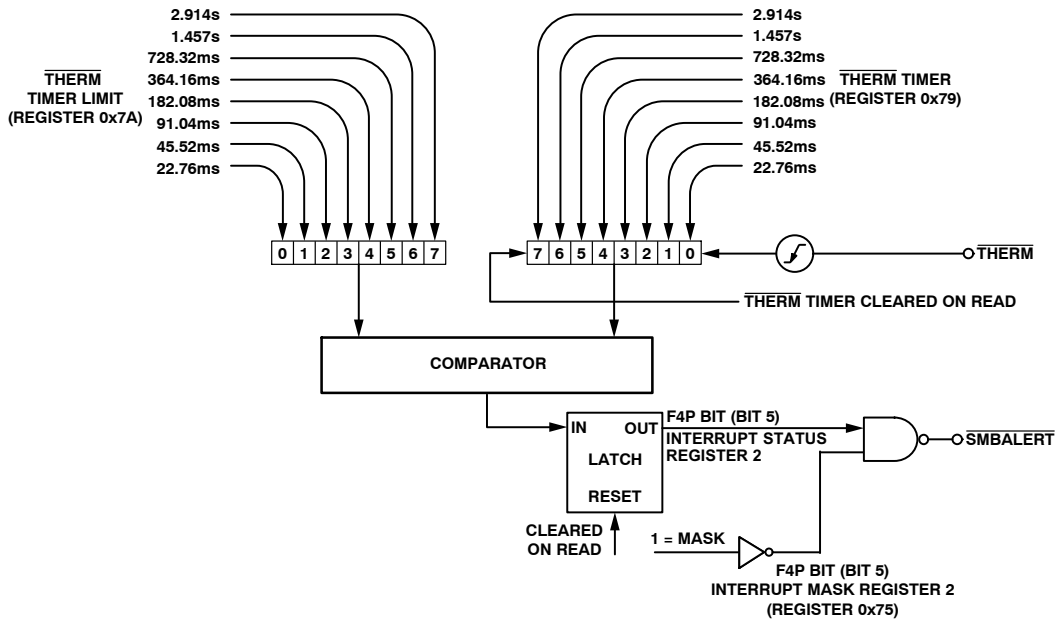 2.914s
1.457s
728.32ms
364.16ms
182.08ms
91.04ms
45.52ms
22.76ms
THERM
TIMER LIMIT
(REGISTER 0x7A)
2.914s
1.457s
728.32ms
364.16ms
182.08ms
91.04ms
45.52ms
22.76ms
THERM TIMER
(REGISTER 0x79)
0 1 2 3 4 5 6 7
7 6 5 4 3 2 1 0
THERM
THERM TIMER CLEARED ON READ
COMPARATOR
IN OUT
LATCH
RESET
F4P BIT (BIT 5)
INTERRUPT STATUS
REGISTER 2
SMBALERT
CLEARED
ON READ
1 = MASK
F4P BIT (BIT 5)
INTERRUPT MASK REGISTER 2
(REGISTER 0x75)